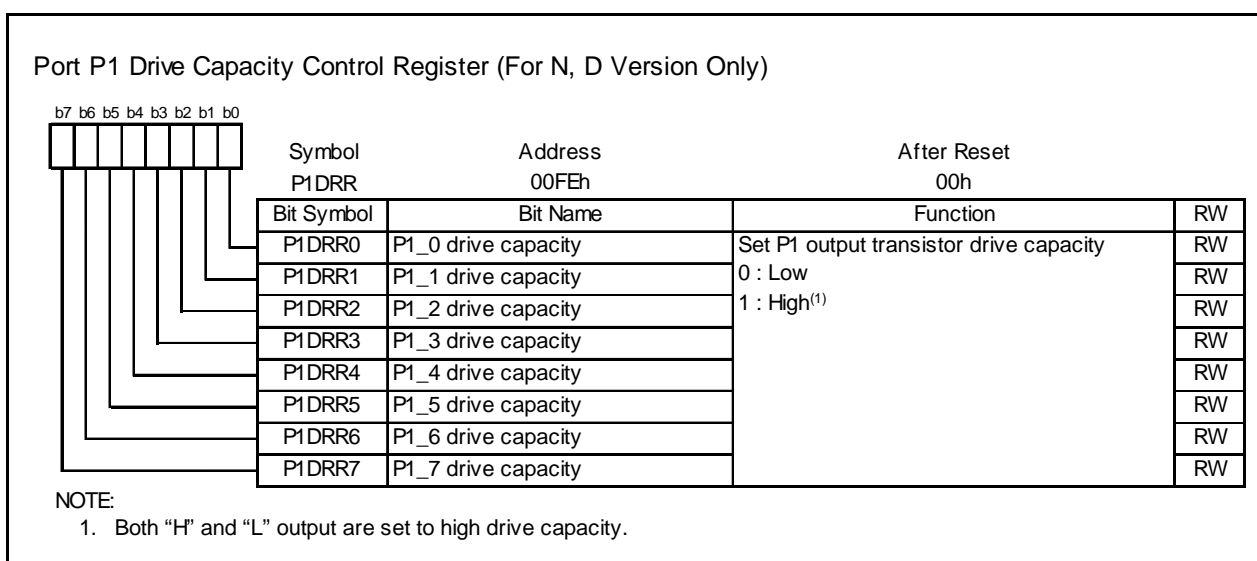 Port P1 Drive Capacity Control Register (For N, D Version Only)
b7 b6 b5 b4 b3 b2 b1 b0
Symbol Address After Reset
P1DRR 00FEh 00h
Bit Symbol Bit Name Function RW
P1DRR0 P1_0 drive capacity Set P1 output transistor drive capacity RW
P1DRR1 P1_1 drive capacity 0 : Low RW
P1DRR2 P1_2 drive capacity 1 : High(1) RW
P1DRR3 P1_3 drive capacity RW
P1DRR4 P1_4 drive capacity RW
P1DRR5 P1_5 drive capacity RW
P1DRR6 P1_6 drive capacity RW
P1DRR7 P1_7 drive capacity RW
NOTE:
1. Both “H” and “L” output are set to high drive capacity.